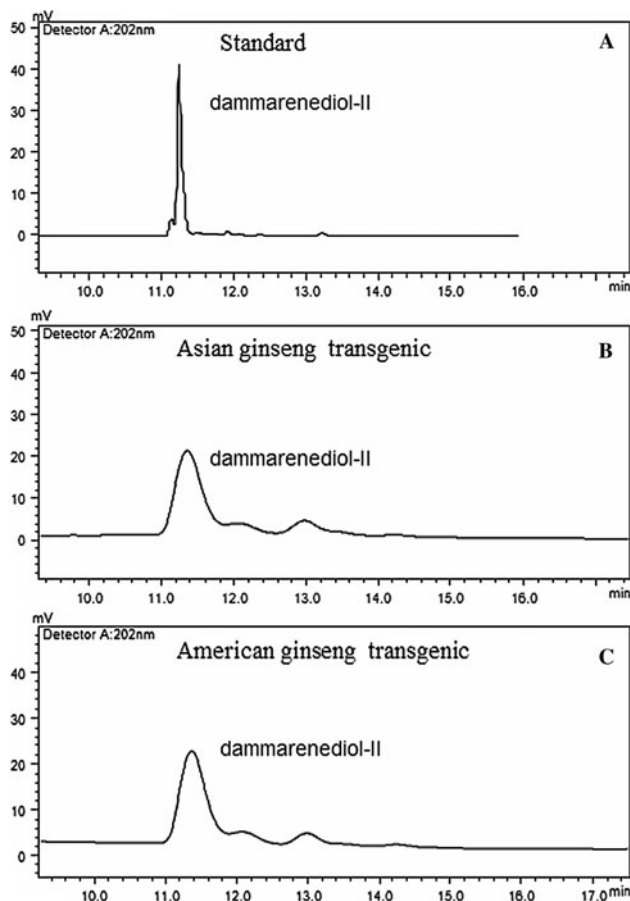 mV
50
Detector A:202nm
Standard
A
40
dammarenediol-II
30
20
10
0
10.0 11.0 12.0 13.0 14.0 15.0 16.0 min
mV
50
Detector A:202nm
Asian ginseng transgenic
B
40
30
dammarenediol-II
20
10
0
10.0 11.0 12.0 13.0 14.0 15.0 16.0 min
mV
Detector A:202nm
American ginseng transgenic
C
40
30
dammarenediol-II
20
10
0
10.0 11.0 12.0 13.0 14.0 15.0 16.0 17.0 min